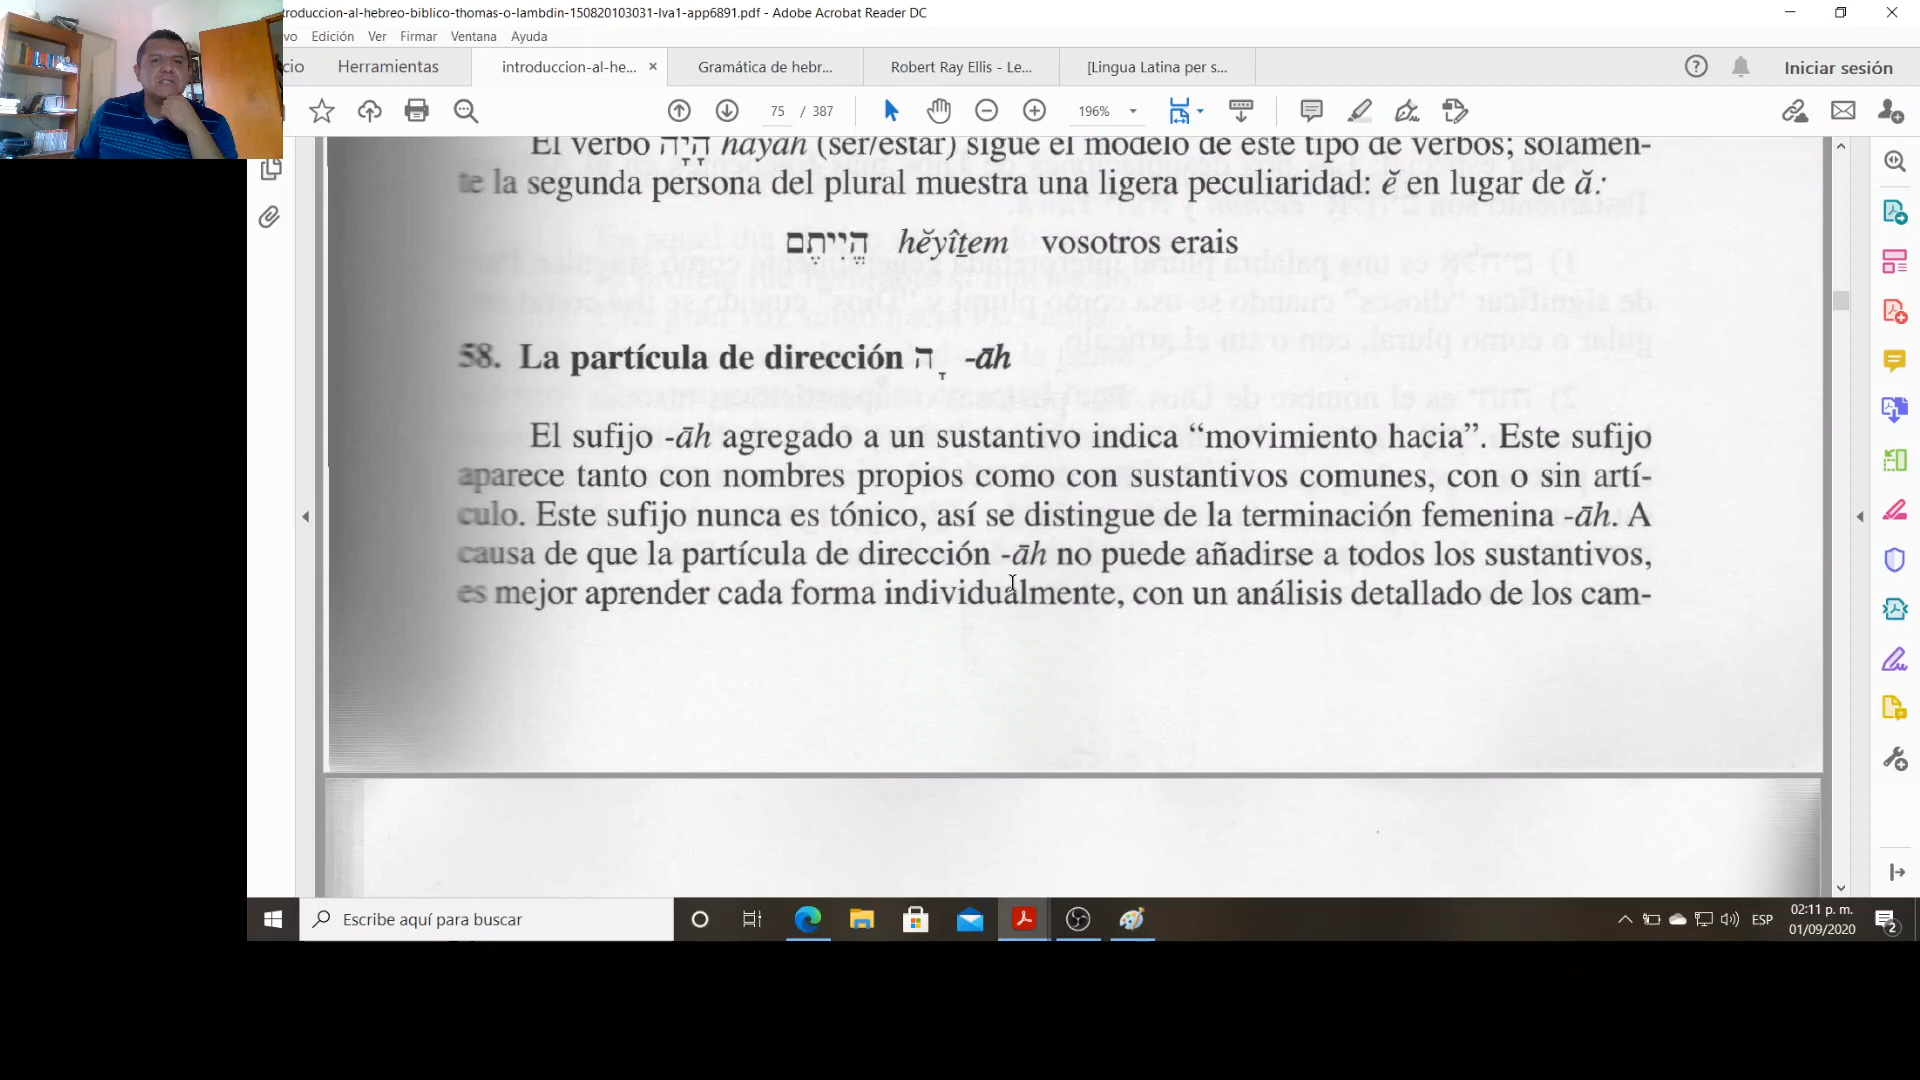 troduccion-al-hebreo-biblico-thomas-o-lambdin-150820103031-lva1-app6891.pdf - Adobe Acrobat Reader DC
vo Edición Ver Firmar Ventana Ayuda
cio Herramientas introduccion-al-he... × Gramática de hebr... Robert Ray Ellis - Le... [Lingua Latina per s... Iniciar sesión
75 / 387 196%
El verbo הָיָה hāyāh (ser/estar) sigue el modelo de este tipo de verbos; solamen-
te la segunda persona del plural muestra una ligera peculiaridad: ĕ en lugar de ă:
הֱיִיתֶם hĕyîṯem vosotros erais
58. La partícula de dirección הָ -āh
El sufijo -āh agregado a un sustantivo indica “movimiento hacia”. Este sufijo
aparece tanto con nombres propios como con sustantivos comunes, con o sin artí-
culo. Este sufijo nunca es tónico, así se distingue de la terminación femenina -āh. A
causa de que la partícula de dirección -āh no puede añadirse a todos los sustantivos,
es mejor aprender cada forma individualmente, con un análisis detallado de los cam-
Escribe aquí para buscar
ESP
02:11 p. m.
01/09/2020
2